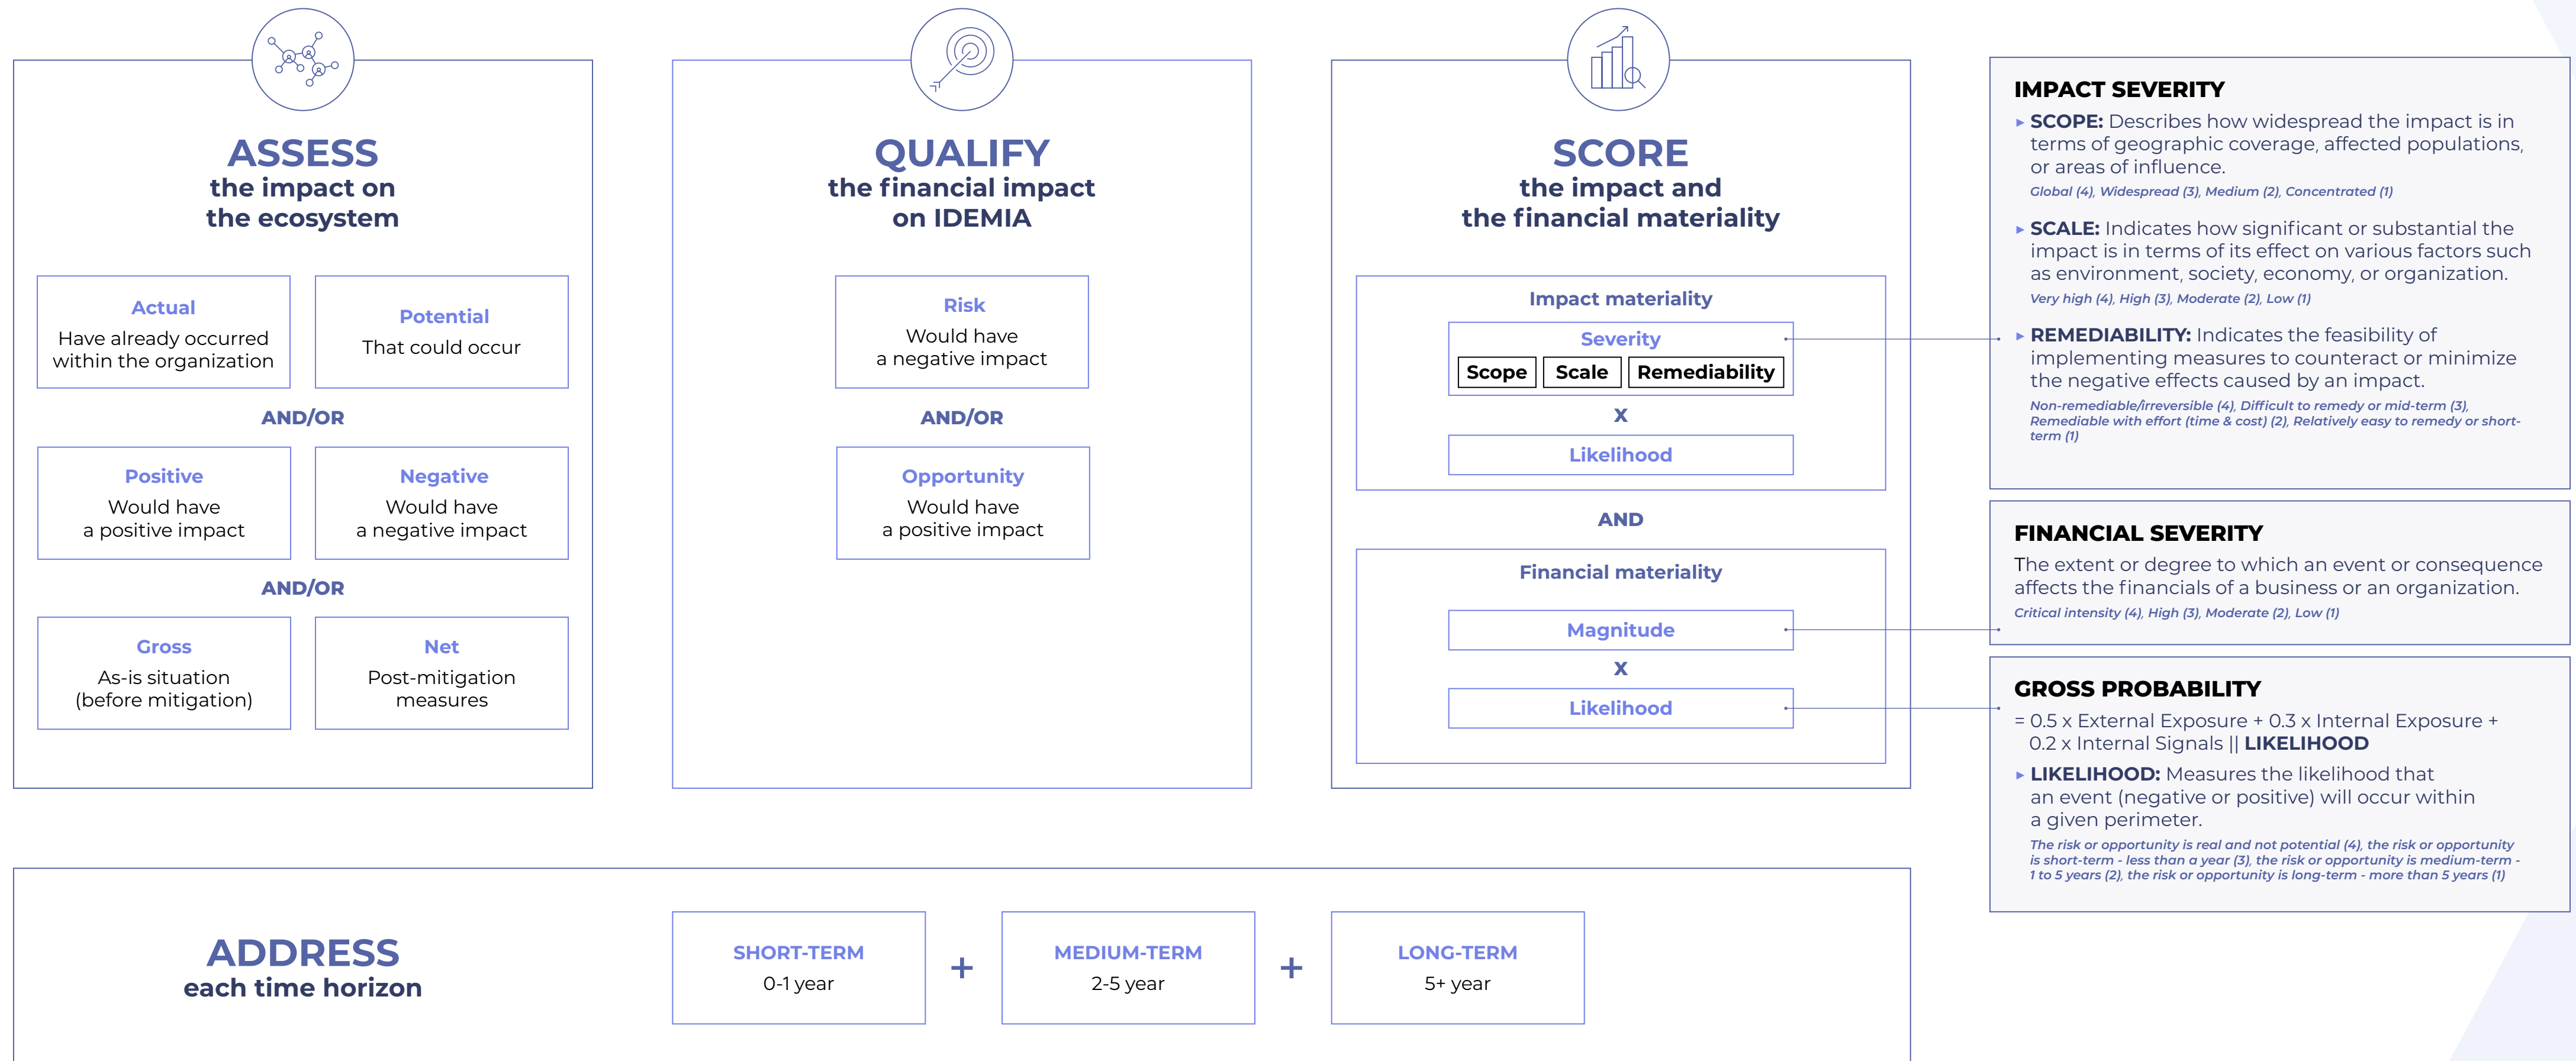 ASSESS
the impact on
the ecosystem
Actual
Have already occurred
within the organization
Potential
That could occur
AND/OR
Positive
Would have
a positive impact
Negative
Would have
a negative impact
AND/OR
Gross
As-is situation
(before mitigation)
Net
Post-mitigation
measures
QUALIFY
the financial impact
on IDEMIA
Risk
Would have
a negative impact
AND/OR
Opportunity
Would have
a positive impact
SCORE
the impact and
the financial materiality
Impact materiality
Severity
Scope
Scale
Remediability
X
Likelihood
AND
Financial materiality
Magnitude
X
Likelihood
IMPACT SEVERITY
▸ SCOPE: Describes how widespread the impact is in
terms of geographic coverage, affected populations,
or areas of influence.
Global (4), Widespread (3), Medium (2), Concentrated (1)
▸ SCALE: Indicates how significant or substantial the
impact is in terms of its effect on various factors such
as environment, society, economy, or organization.
Very high (4), High (3), Moderate (2), Low (1)
▸ REMEDIABILITY: Indicates the feasibility of
implementing measures to counteract or minimize
the negative effects caused by an impact.
Non-remediable/irreversible (4), Difficult to remedy or mid-term (3),
Remediable with effort (time & cost) (2), Relatively easy to remedy or short-
term (1)
FINANCIAL SEVERITY
The extent or degree to which an event or consequence
affects the financials of a business or an organization.
Critical intensity (4), High (3), Moderate (2), Low (1)
GROSS PROBABILITY
= 0.5 x External Exposure + 0.3 x Internal Exposure +
0.2 x Internal Signals || LIKELIHOOD
▸ LIKELIHOOD: Measures the likelihood that
an event (negative or positive) will occur within
a given perimeter.
The risk or opportunity is real and not potential (4), the risk or opportunity
is short-term - less than a year (3), the risk or opportunity is medium-term -
1 to 5 years (2), the risk or opportunity is long-term - more than 5 years (1)
ADDRESS
each time horizon
SHORT-TERM
0-1 year
+
MEDIUM-TERM
2-5 year
+
LONG-TERM
5+ year